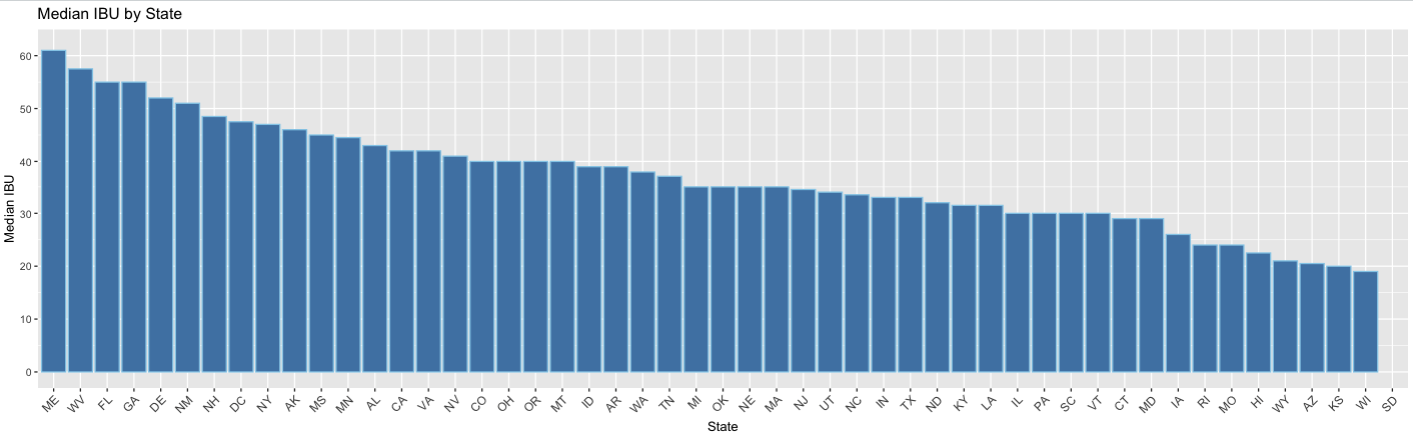 Median IBU by State
60
50
40
30
20
10
0
Median IBU
ME WV FL GA DE NM NH DC NY AK MS MN AL CA VA NV CO OH OR MT ID AR WA TN MI OK NE MA NJ UT NC IN TX ND KY LA IL PA SC VT CT MD IA RI MO HI WY AZ KS WI SD
State